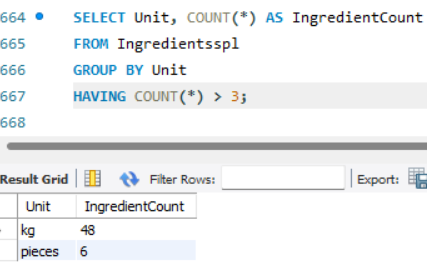 664 SELECT Unit, COUNT(*) AS IngredientCount
665 FROM Ingredientsspl
666 GROUP BY Unit
667 HAVING COUNT(*) > 3;
668
Result Grid Filter Rows: Export:
Unit IngredientCount
kg 48
pieces 6